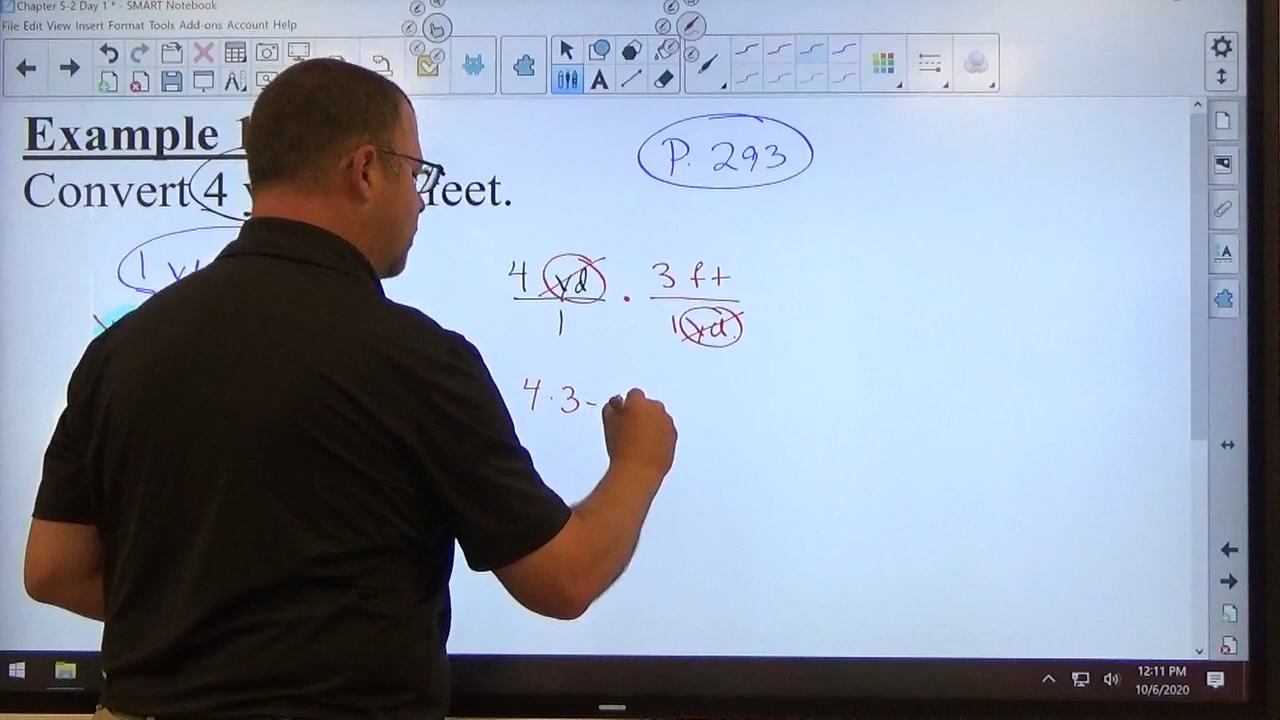 Chapter 5-2 Day 1 * - SMART Notebook
File Edit View Insert Format Tools Add-ons Account Help
Example 1
P. 293
Convert 4 feet.
1
4 yd · 3 ft
1 1 yd.
4 · 3 -
12:11 PM
10/6/2020